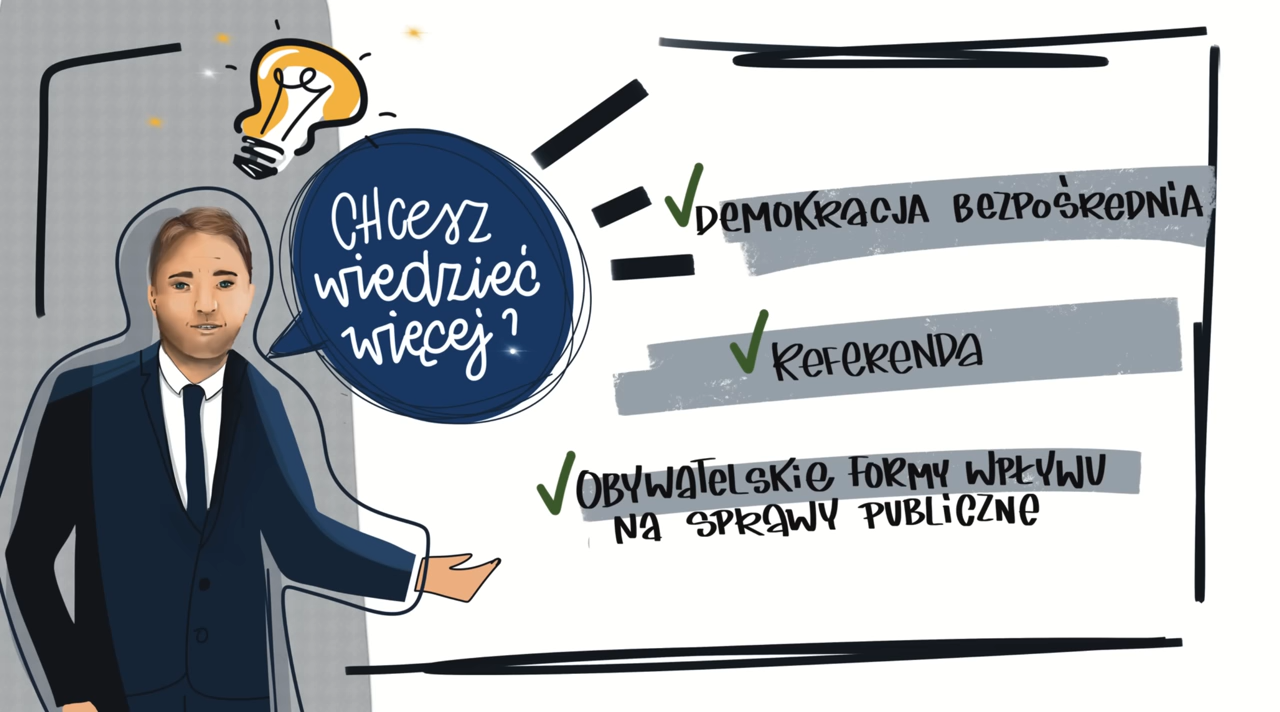 Chcesz
wiedzieć
więcej?
DEMOKRACJA BEZPOŚREDNIA
REFERENDA
OBYWATELSKIE FORMY WPŁYWU
NA SPRAWY PUBLICZNE